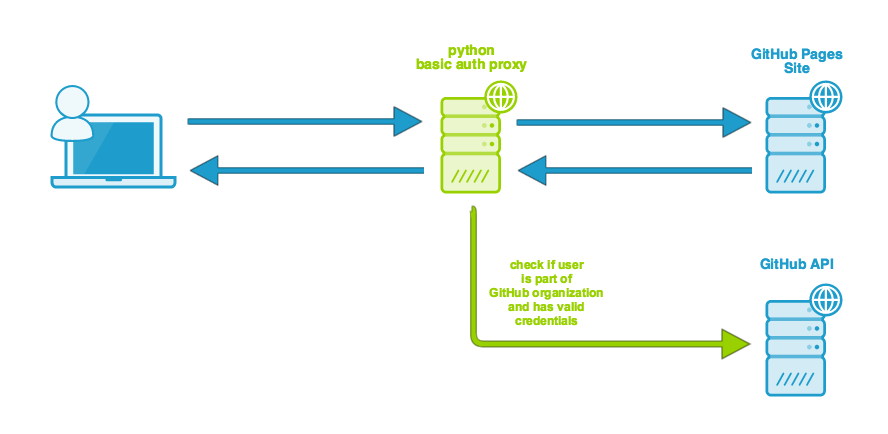 python
basic auth proxy
GitHub Pages
Site
check if user
is part of
GitHub organization
and has valid
credentials
GitHub API